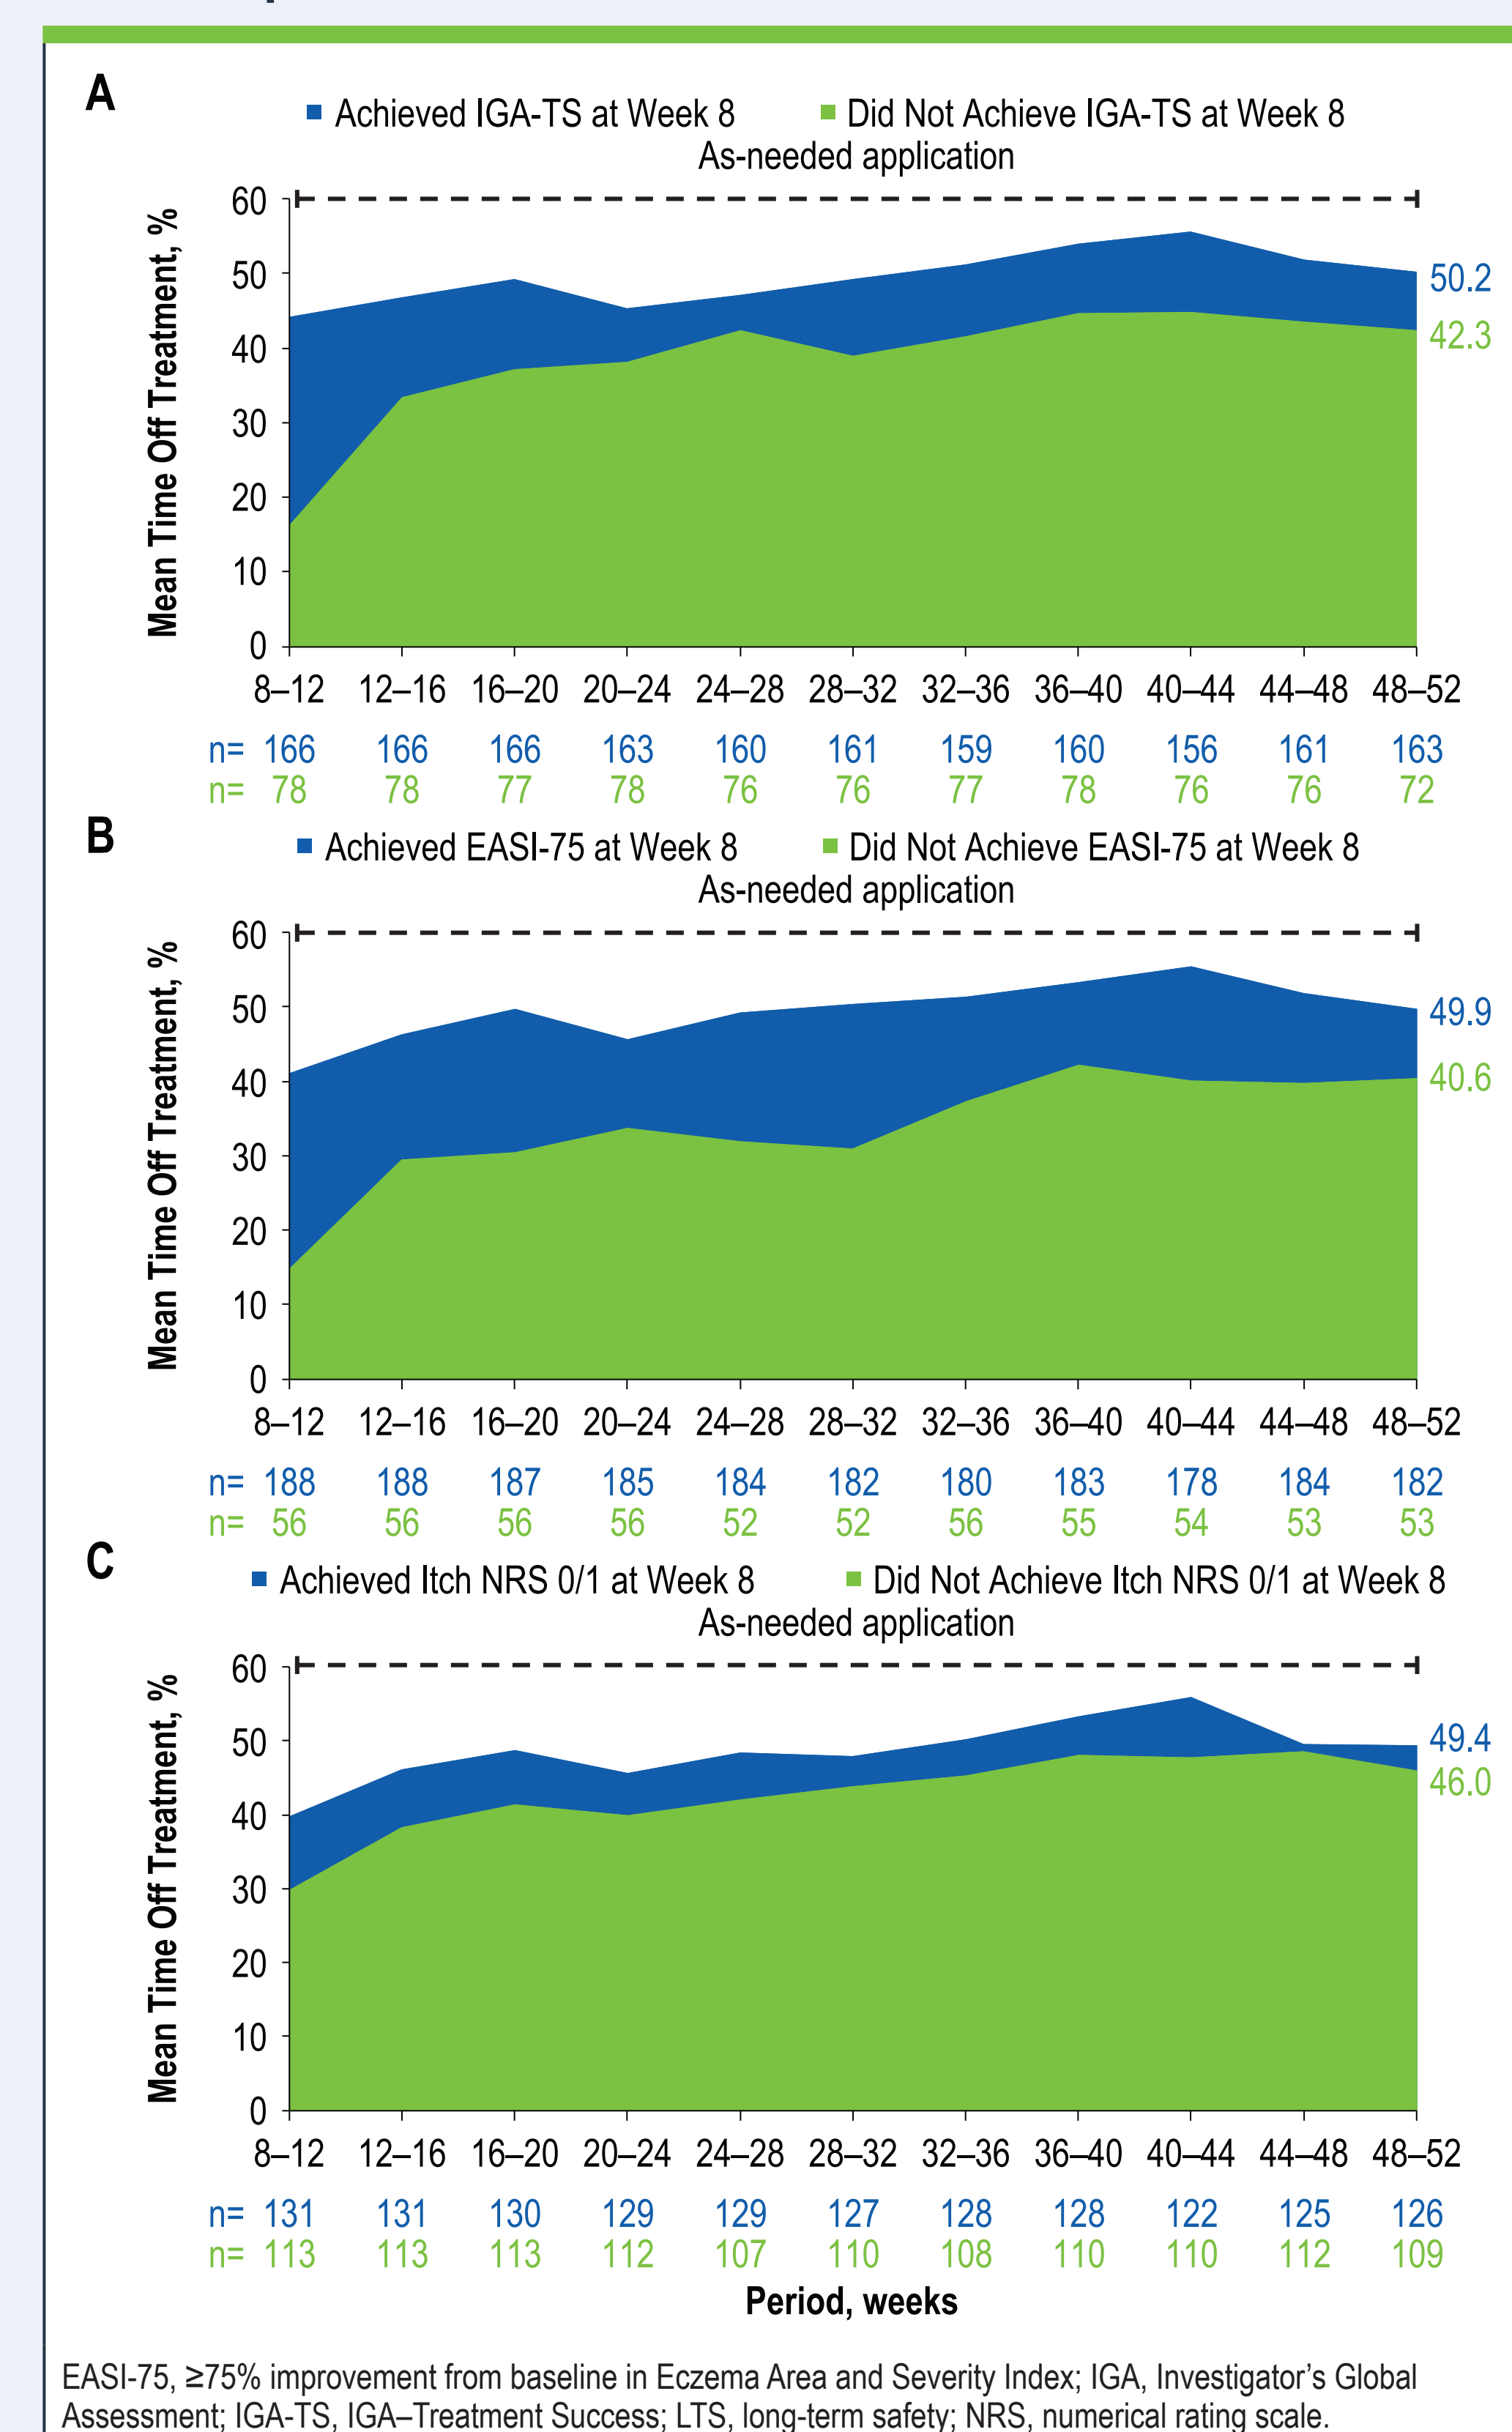 A
Achieved IGA-TS at Week 8 Did Not Achieve IGA-TS at Week 8
As-needed application
Mean Time Off Treatment, %
60
50
40
30
20
10
0
50.2
42.3
8–12 12–16 16–20 20–24 24–28 28–32 32–36 36–40 40–44 44–48 48–52
n= 166 166 166 163 160 161 159 160 156 161 163
n= 78 78 77 78 76 76 77 78 76 76 72
B
Achieved EASI-75 at Week 8 Did Not Achieve EASI-75 at Week 8
As-needed application
Mean Time Off Treatment, %
60
50
40
30
20
10
0
49.9
40.6
8–12 12–16 16–20 20–24 24–28 28–32 32–36 36–40 40–44 44–48 48–52
n= 188 188 187 185 184 182 180 183 178 184 182
n= 56 56 56 56 52 52 56 55 54 53 53
C
Achieved Itch NRS 0/1 at Week 8 Did Not Achieve Itch NRS 0/1 at Week 8
As-needed application
Mean Time Off Treatment, %
60
50
40
30
20
10
0
49.4
46.0
8–12 12–16 16–20 20–24 24–28 28–32 32–36 36–40 40–44 44–48 48–52
n= 131 131 130 129 129 127 128 128 122 125 126
n= 113 113 113 112 107 110 108 110 110 112 109
Period, weeks
EASI-75, ≥75% improvement from baseline in Eczema Area and Severity Index; IGA, Investigator’s Global
Assessment; IGA-TS, IGA–Treatment Success; LTS, long-term safety; NRS, numerical rating scale.